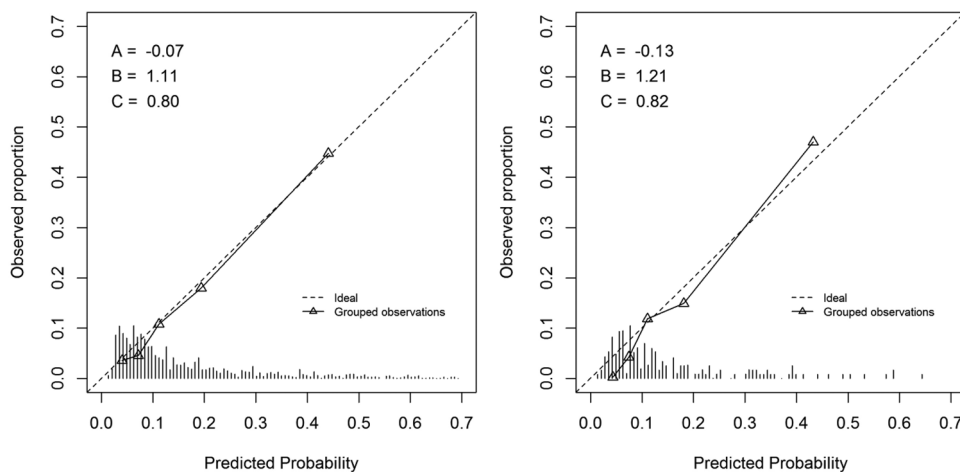 A = -0.07
B = 1.11
C = 0.80
Observed proportion
0.7
0.6
0.5
0.4
0.3
0.2
0.1
0.0
Ideal
Grouped observations
0.0 0.1 0.2 0.3 0.4 0.5 0.6 0.7
Predicted Probability
A = -0.13
B = 1.21
C = 0.82
Observed proportion
0.7
0.6
0.5
0.4
0.3
0.2
0.1
0.0
Ideal
Grouped observations
0.0 0.1 0.2 0.3 0.4 0.5 0.6 0.7
Predicted Probability